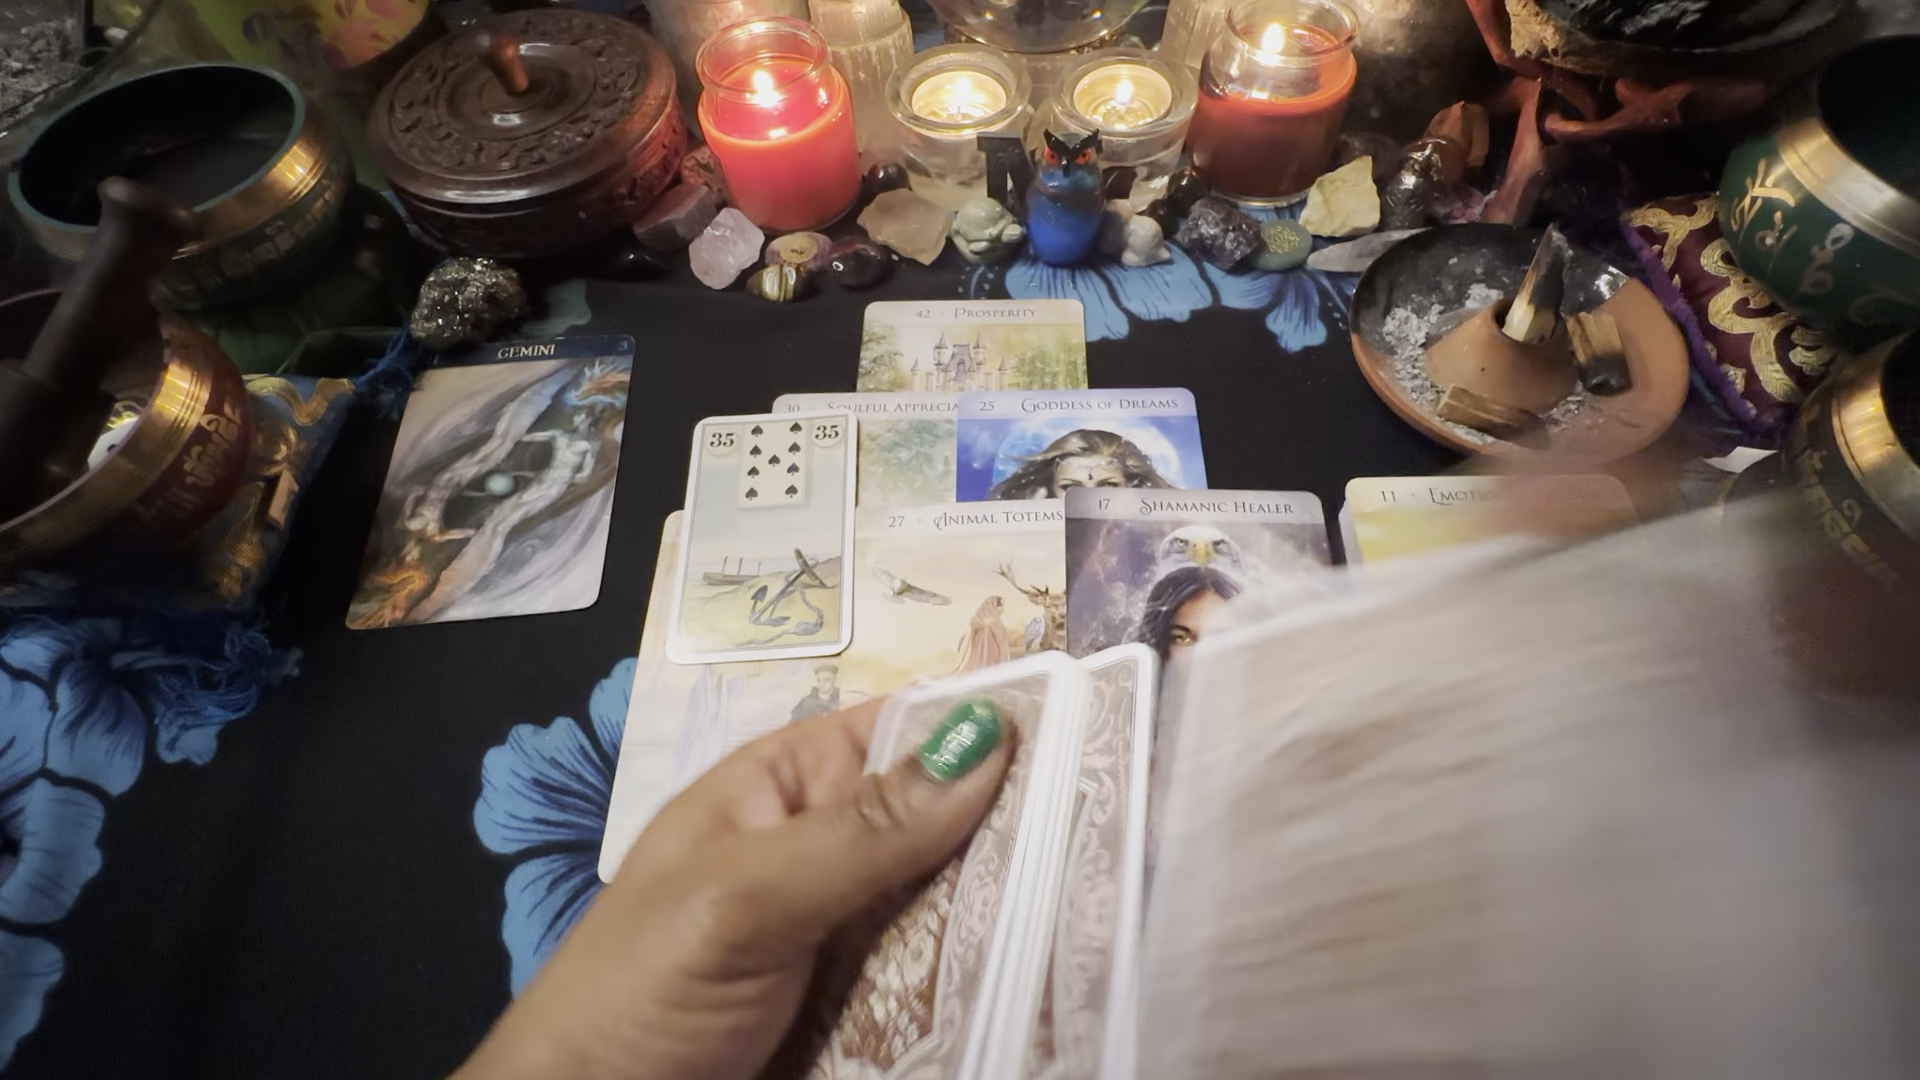 42 • PROSPERITY
GEMINI
30 • SOULFUL APPRECIA
25 GODDESS OF DREAMS
35 35
17 SHAMANIC HEALER
11 • EMOTI
27 • ANIMAL TOTEMS